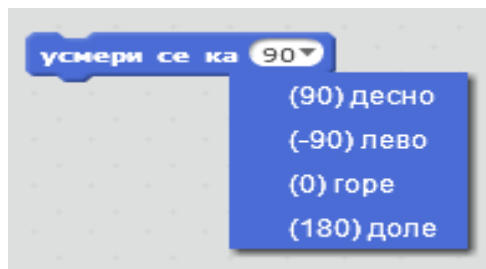 усмери се ка 90
(90) десно
(-90) лево
(0) горе
(180) доле